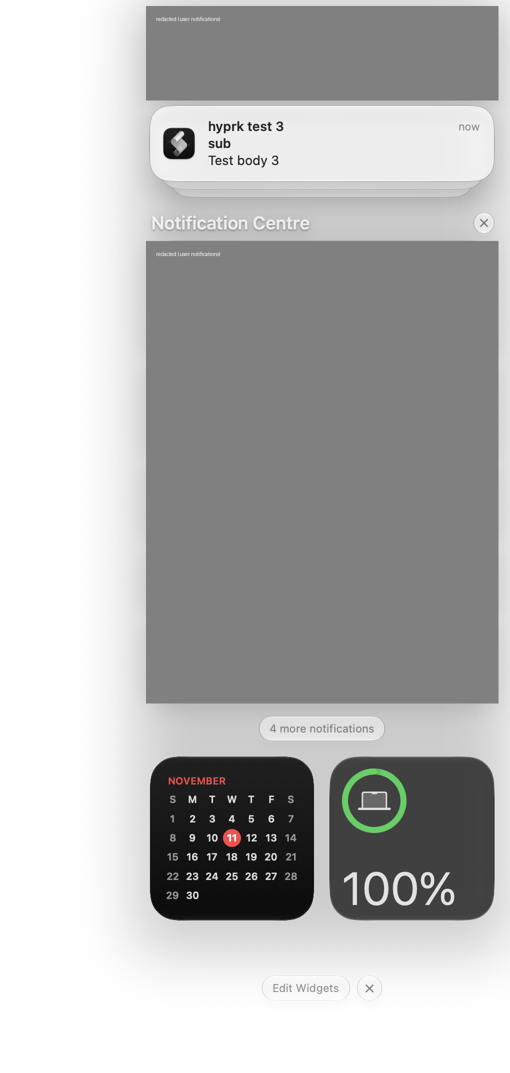 redacted (user notifications)
hyprk test 3
now
sub
Test body 3
Notification Centre
redacted (user notifications)
4 more notifications
NOVEMBER
S M T W T F S
1 2 3 4 5 6 7
8 9 10 11 12 13 14
15 16 17 18 19 20 21
22 23 24 25 26 27 28
29 30
100%
Edit Widgets